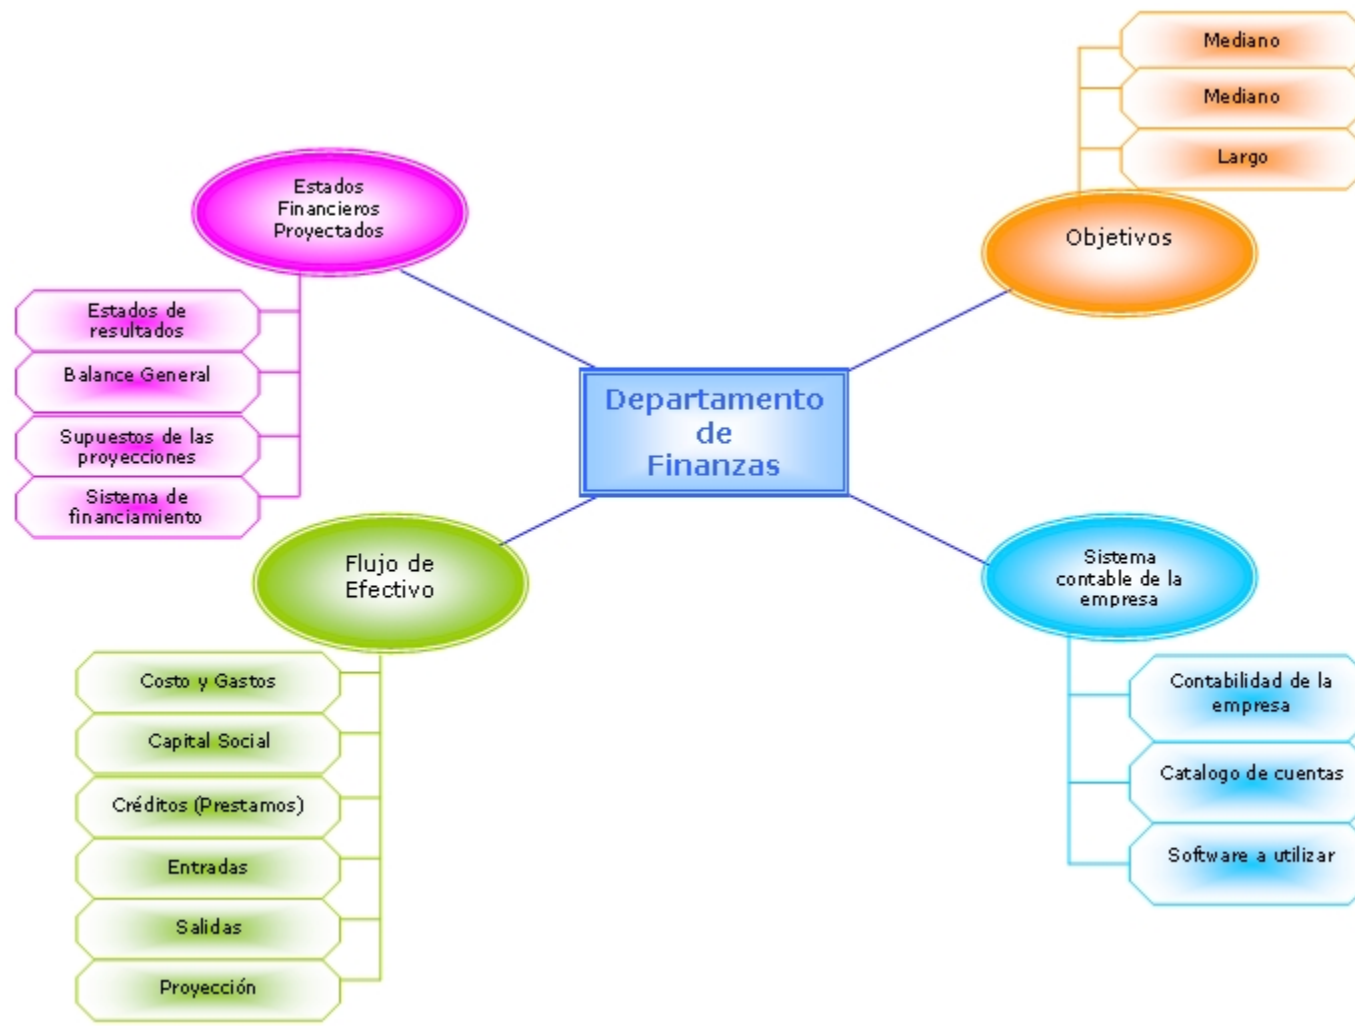 Mediano
Mediano
Largo
Objetivos
Estados
Financieros
Proyectados
Estados de
resultados
Balance General
Supuestos de las
proyecciones
Sistema de
financiamiento
Departamento
de
Finanzas
Flujo de
Efectivo
Costo y Gastos
Capital Social
Créditos (Prestamos)
Entradas
Salidas
Proyección
Sistema
contable de la
empresa
Contabilidad de la
empresa
Catalogo de cuentas
Software a utilizar